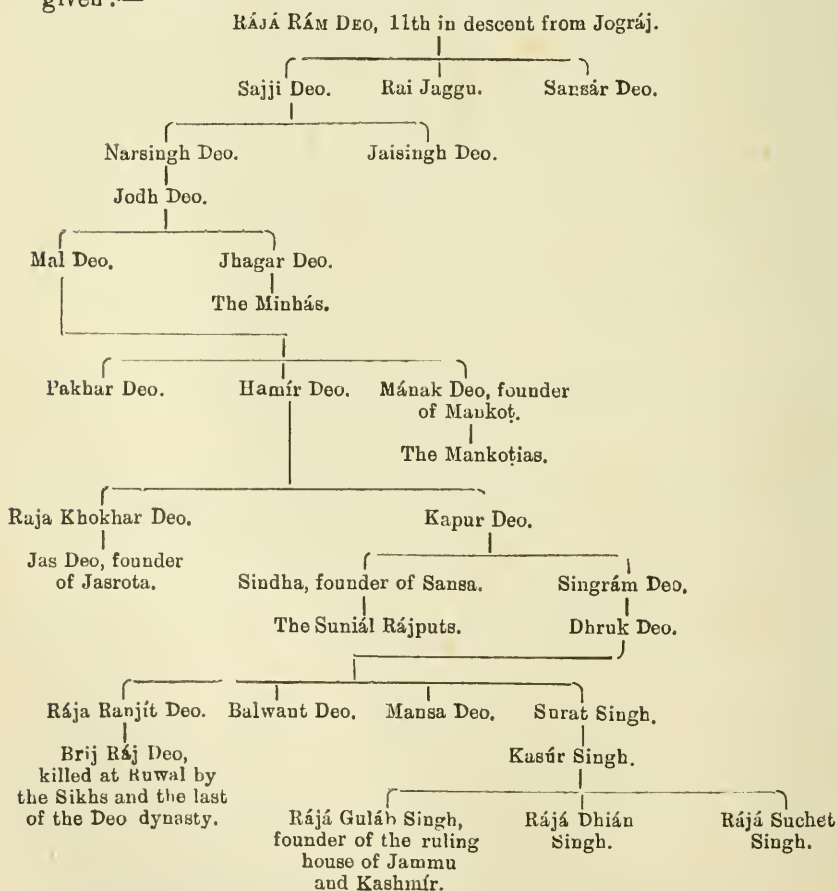 given :—
RÁJÁ RÁM DEO, 11th in descent from Jográj.
Sajji Deo. Rai Jaggu. Sansár Deo.
Narsingh Deo. Jaisingh Deo.
Jodh Deo.
Mal Deo. Jhagar Deo.
The Minhás.
Pakhar Deo. Hamír Deo. Mának Deo, founder
of Mankoṭ.
The Mankoṭias.
Raja Khokhar Deo. Kapur Deo.
Jas Deo, founder
of Jasrota. Sindha, founder of Sansa. Singrám Deo.
The Suniál Rájputs. Dhruk Deo.
Rája Ranjít Deo. Balwant Deo. Mansa Deo. Surat Singh.
Brij Ráj Deo, Kasúr Singh.
killed at Ruwal by
the Sikhs and the last
of the Deo dynasty. Rájá Guláb Singh, Rájá Dhián Rájá Suchet
founder of the ruling Singh. Singh.
house of Jammu
and Kashmír.